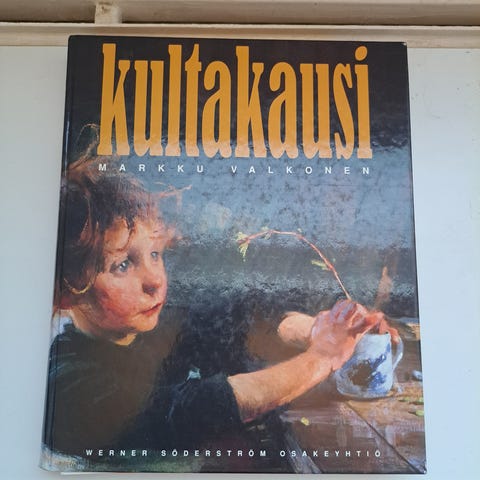 kultakausi
MARKKU VALKONEN
WERNER SÖDERSTRÖM OSAKEYHTIÖ